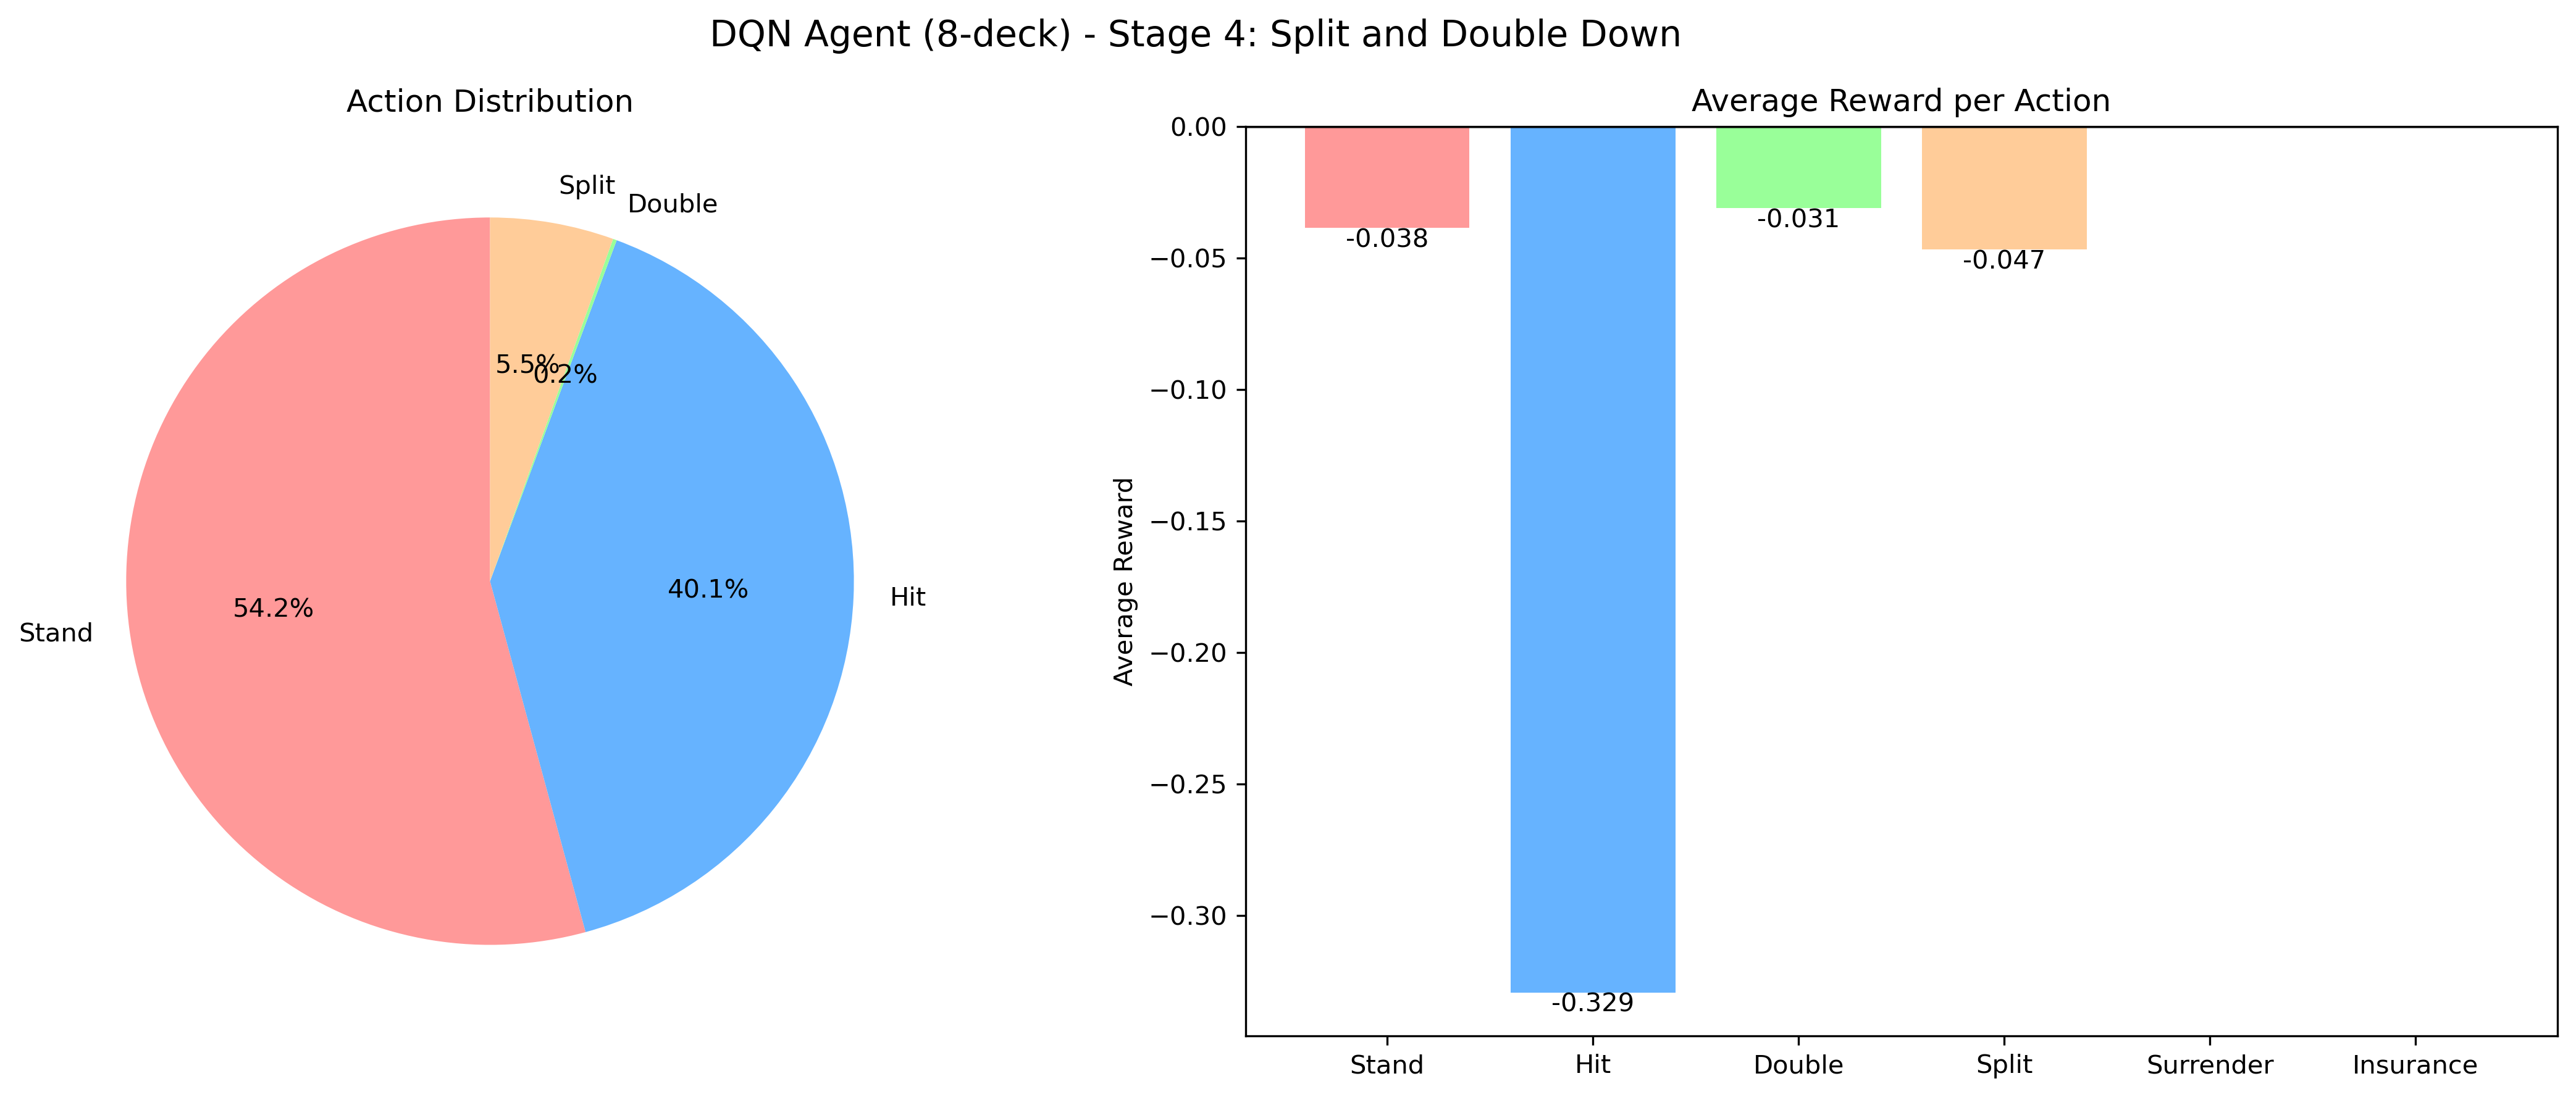 DQN Agent (8-deck) - Stage 4: Split and Double Down
Action Distribution
Split
Double
5.5%
0.2%
40.1%
Hit
54.2%
Stand
Average Reward per Action
Average Reward
0.00
−0.05
−0.10
−0.15
−0.20
−0.25
−0.30
-0.038
-0.329
-0.031
-0.047
Stand
Hit
Double
Split
Surrender
Insurance